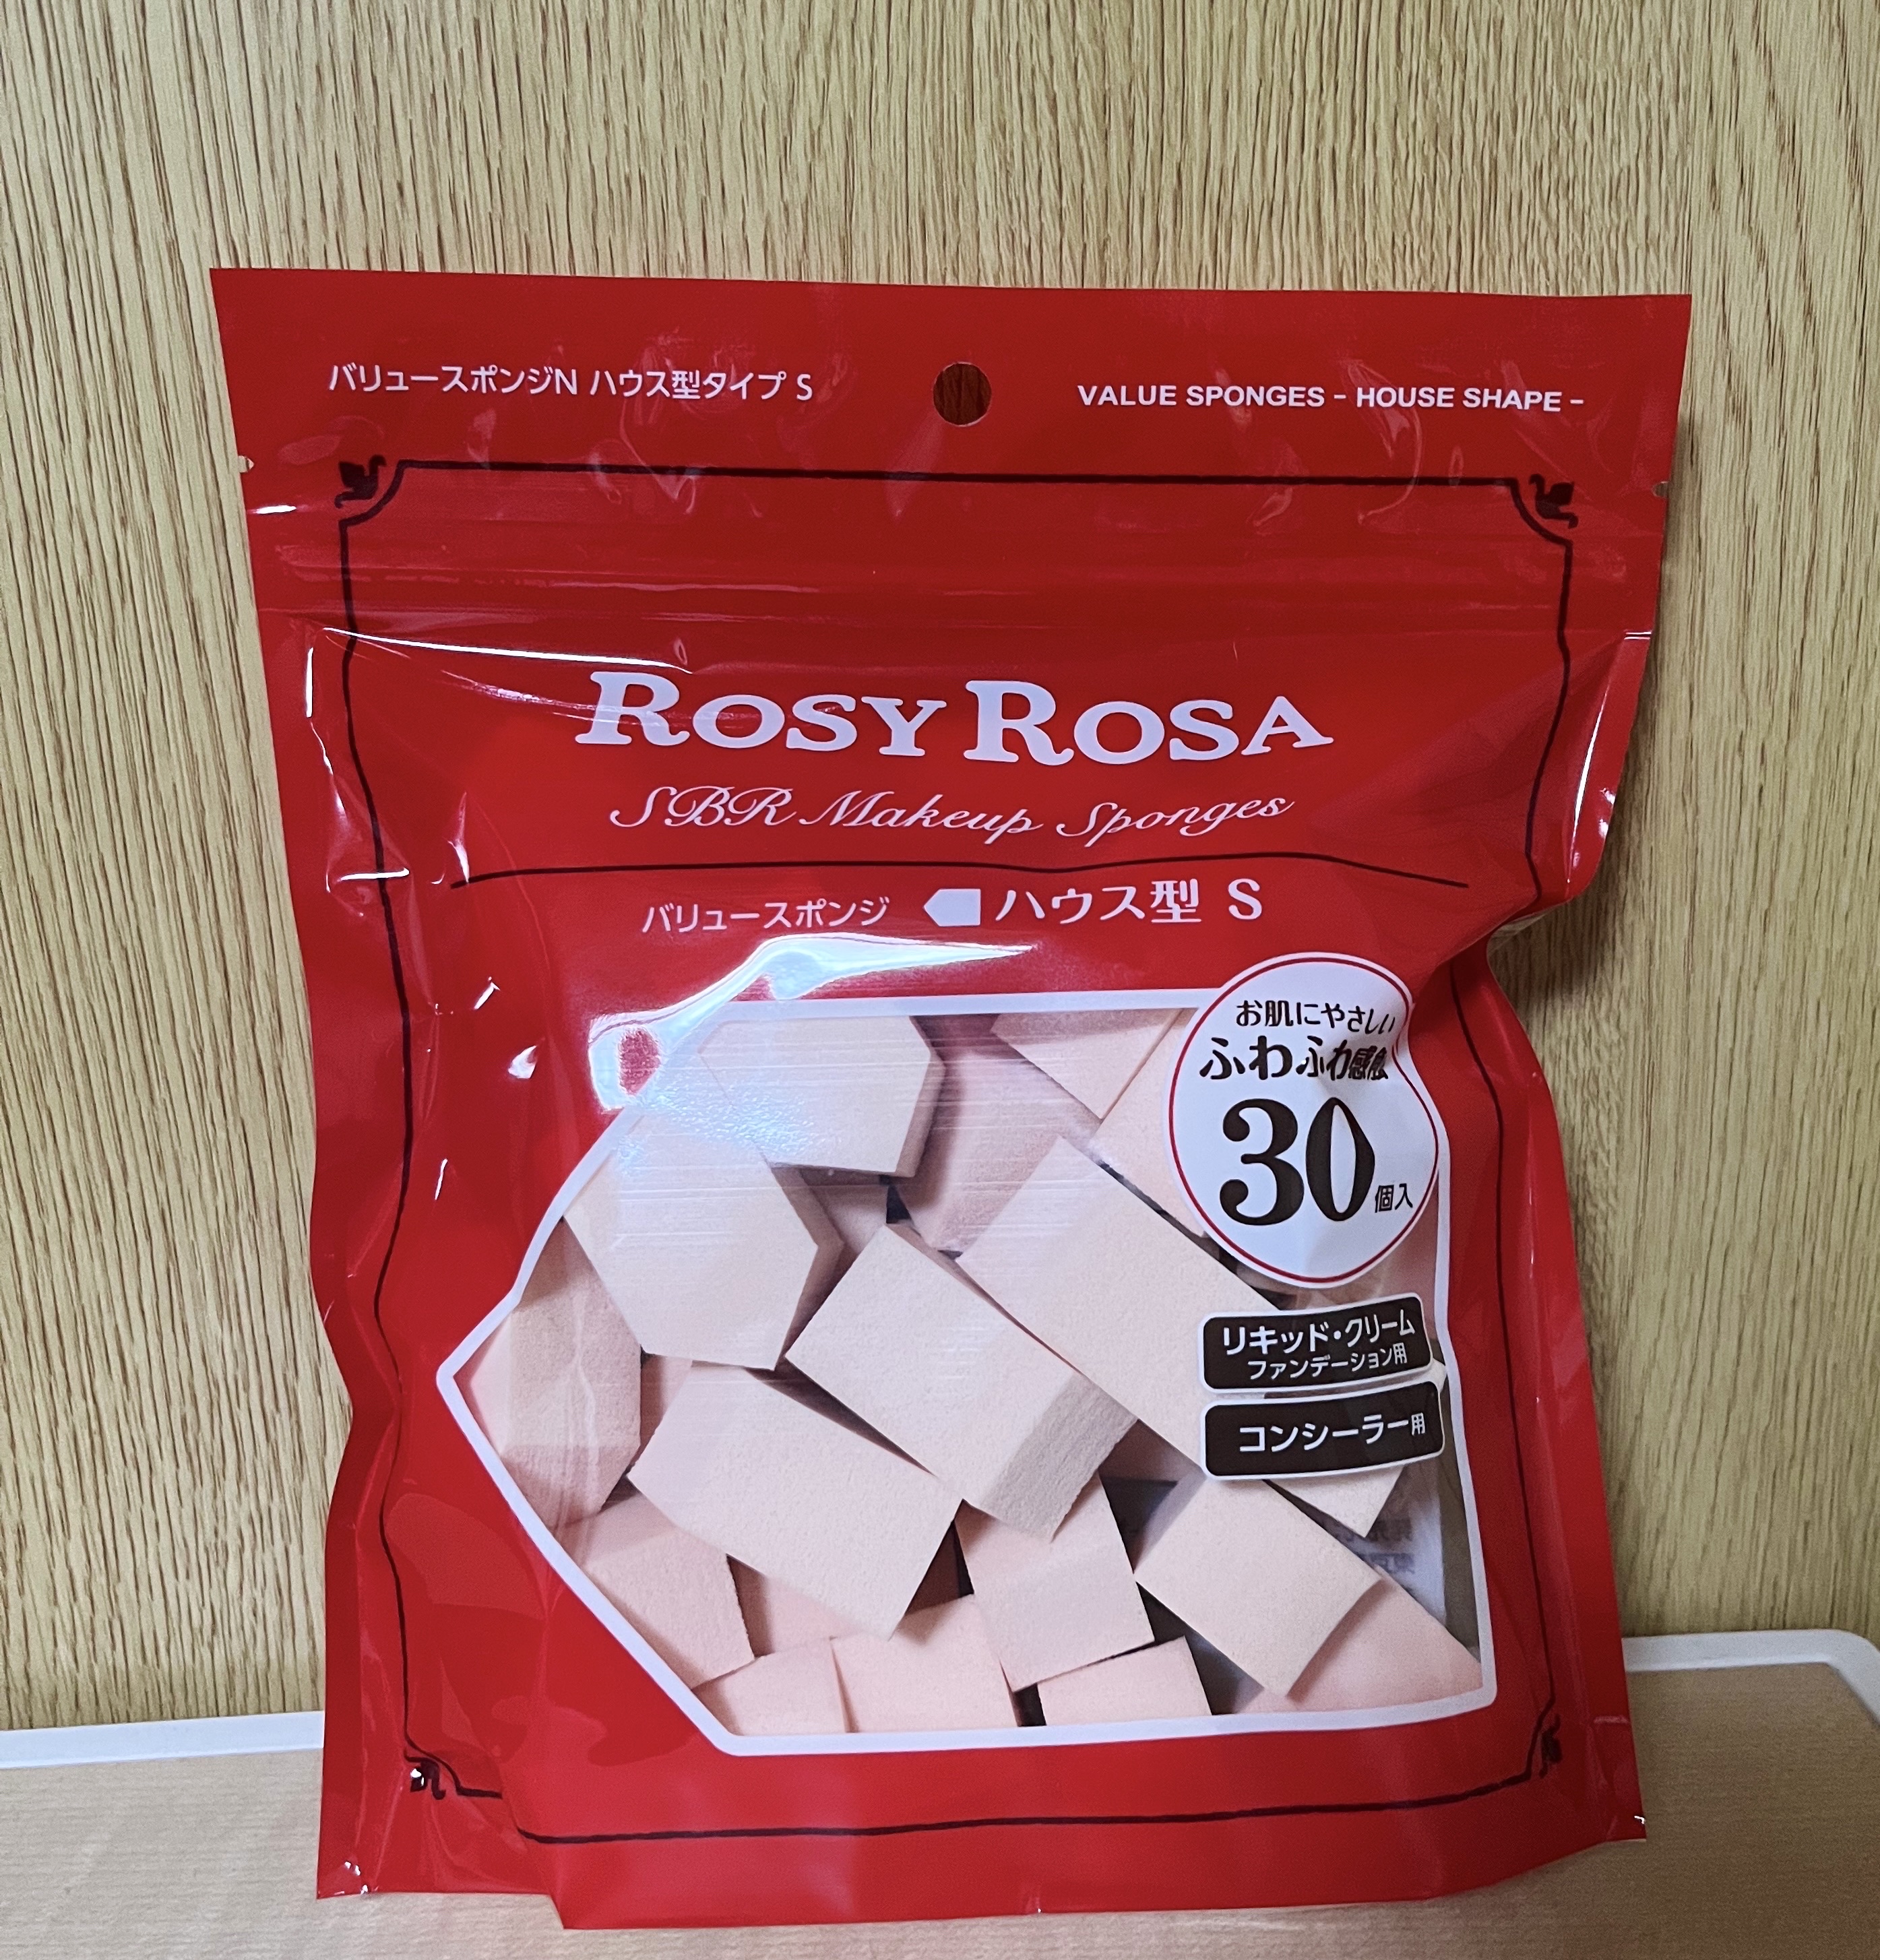 バリュースポンジN ハウス型タイプ S
VALUE SPONGES - HOUSE SHAPE -
ROSY ROSA
SBR Makeup Sponges
バリュースポンジ ハウス型 S
お肌にやさしい
ふわふわ感触
30個入
リキッド・クリーム
ファンデーション用
コンシーラー用